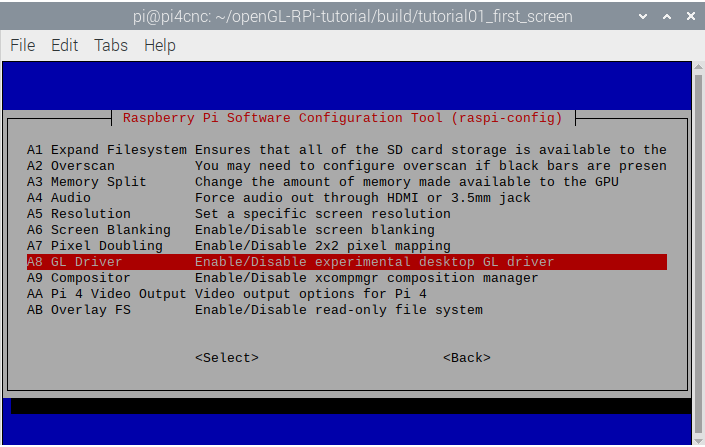 pi@pi4cnc: ~/openGL-RPi-tutorial/build/tutorial01_first_screen
File Edit Tabs Help
Raspberry Pi Software Configuration Tool (raspi-config)
A1 Expand Filesystem Ensures that all of the SD card storage is available to the
A2 Overscan You may need to configure overscan if black bars are presen
A3 Memory Split Change the amount of memory made available to the GPU
A4 Audio Force audio out through HDMI or 3.5mm jack
A5 Resolution Set a specific screen resolution
A6 Screen Blanking Enable/Disable screen blanking
A7 Pixel Doubling Enable/Disable 2x2 pixel mapping
A8 GL Driver Enable/Disable experimental desktop GL driver
A9 Compositor Enable/Disable xcompmgr composition manager
AA Pi 4 Video Output Video output options for Pi 4
AB Overlay FS Enable/Disable read-only file system
<Select> <Back>